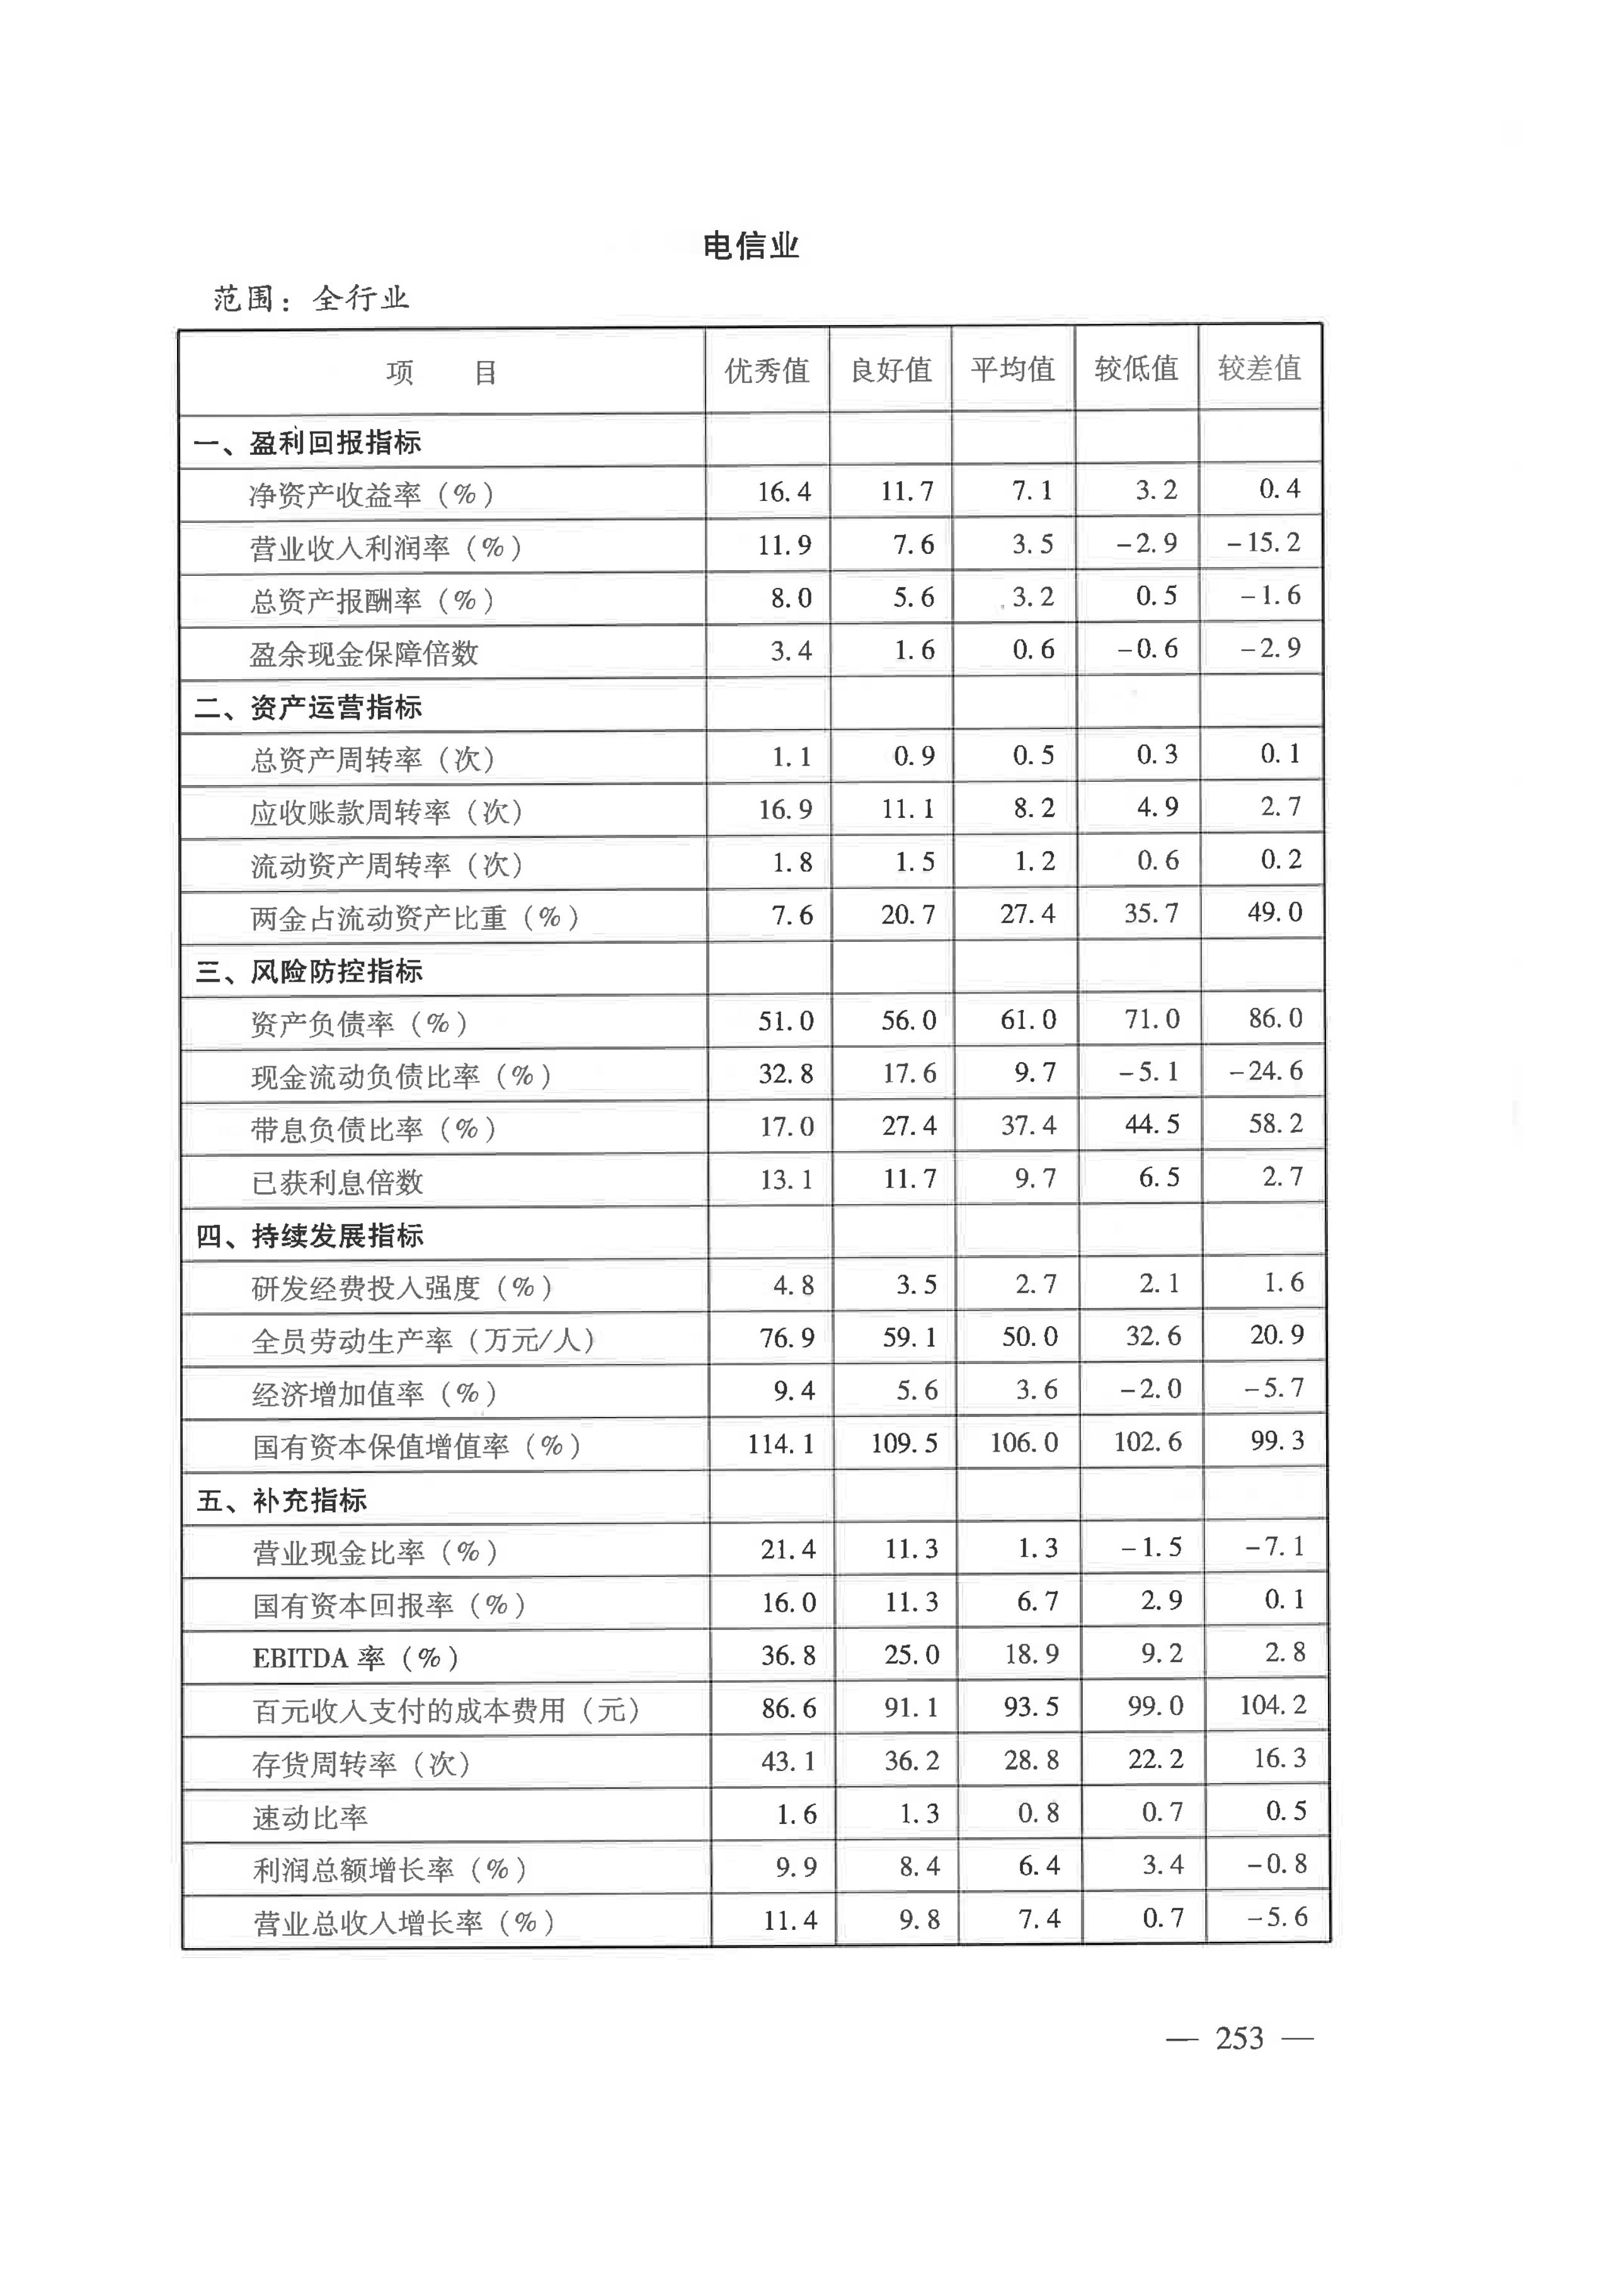 电信业
范围：全行业
项 目 优秀值 良好值 平均值 较低值 较差值
一、盈利回报指标
净资产收益率（%） 16.4 11.7 7.1 3.2 0.4
营业收入利润率（%） 11.9 7.6 3.5 -2.9 -15.2
总资产报酬率（%） 8.0 5.6 3.2 0.5 -1.6
盈余现金保障倍数 3.4 1.6 0.6 -0.6 -2.9
二、资产运营指标
总资产周转率（次） 1.1 0.9 0.5 0.3 0.1
应收账款周转率（次） 16.9 11.1 8.2 4.9 2.7
流动资产周转率（次） 1.8 1.5 1.2 0.6 0.2
两金占流动资产比重（%） 7.6 20.7 27.4 35.7 49.0
三、风险防控指标
资产负债率（%） 51.0 56.0 61.0 71.0 86.0
现金流动负债比率（%） 32.8 17.6 9.7 -5.1 -24.6
带息负债比率（%） 17.0 27.4 37.4 44.5 58.2
已获利息倍数 13.1 11.7 9.7 6.5 2.7
四、持续发展指标
研发经费投入强度（%） 4.8 3.5 2.7 2.1 1.6
全员劳动生产率（万元/人） 76.9 59.1 50.0 32.6 20.9
经济增加值率（%） 9.4 5.6 3.6 -2.0 -5.7
国有资本保值增值率（%） 114.1 109.5 106.0 102.6 99.3
五、补充指标
营业现金比率（%） 21.4 11.3 1.3 -1.5 -7.1
国有资本回报率（%） 16.0 11.3 6.7 2.9 0.1
EBITDA 率（%） 36.8 25.0 18.9 9.2 2.8
百元收入支付的成本费用（元） 86.6 91.1 93.5 99.0 104.2
存货周转率（次） 43.1 36.2 28.8 22.2 16.3
速动比率 1.6 1.3 0.8 0.7 0.5
利润总额增长率（%） 9.9 8.4 6.4 3.4 -0.8
营业总收入增长率（%） 11.4 9.8 7.4 0.7 -5.6
— 253 —